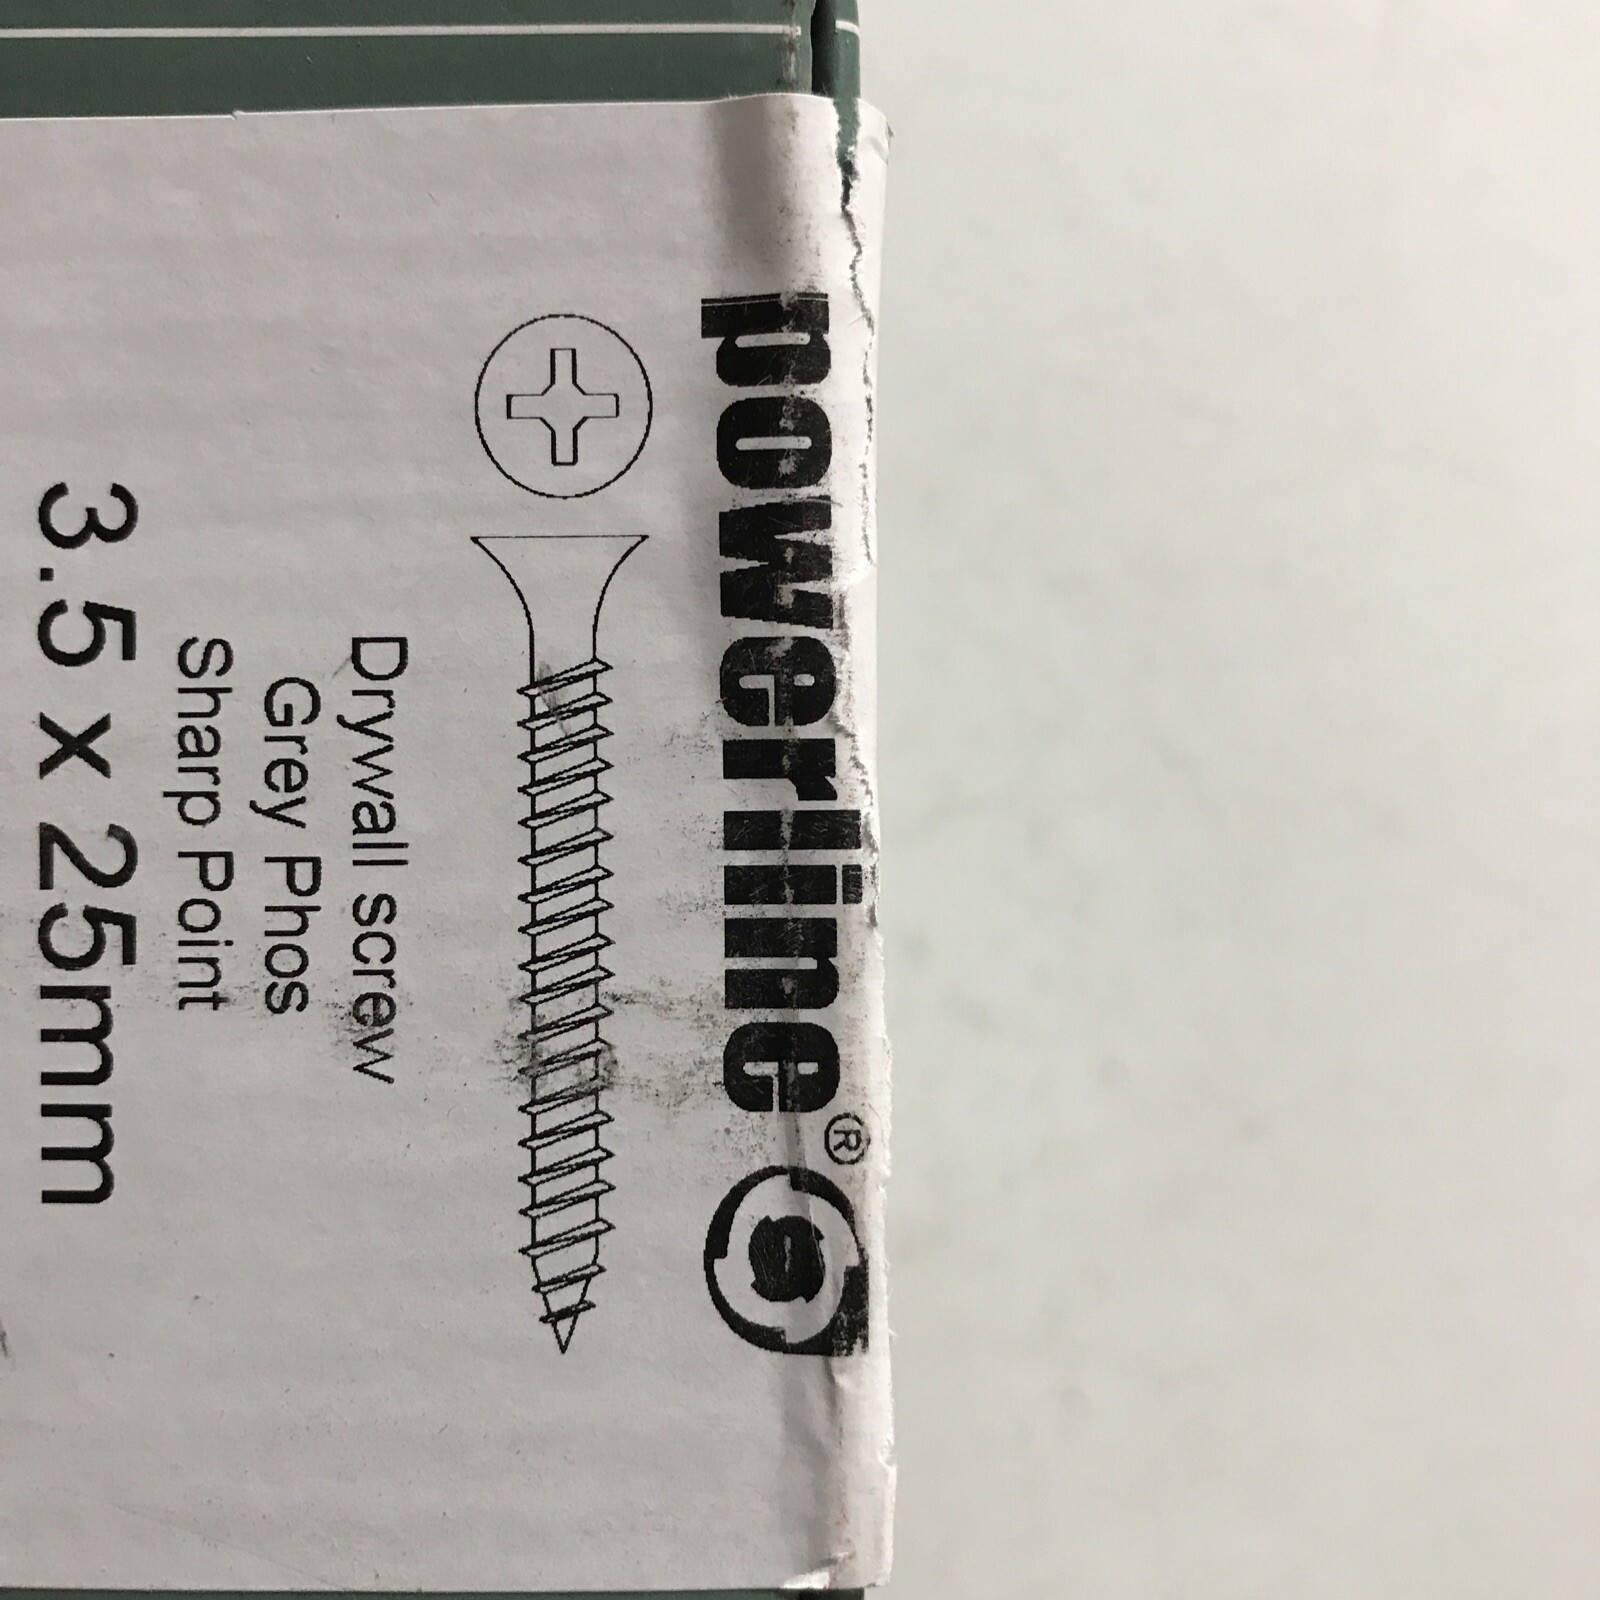 powerline®
Drywall screw
Grey Phos
Sharp Point
3.5 x 25mm